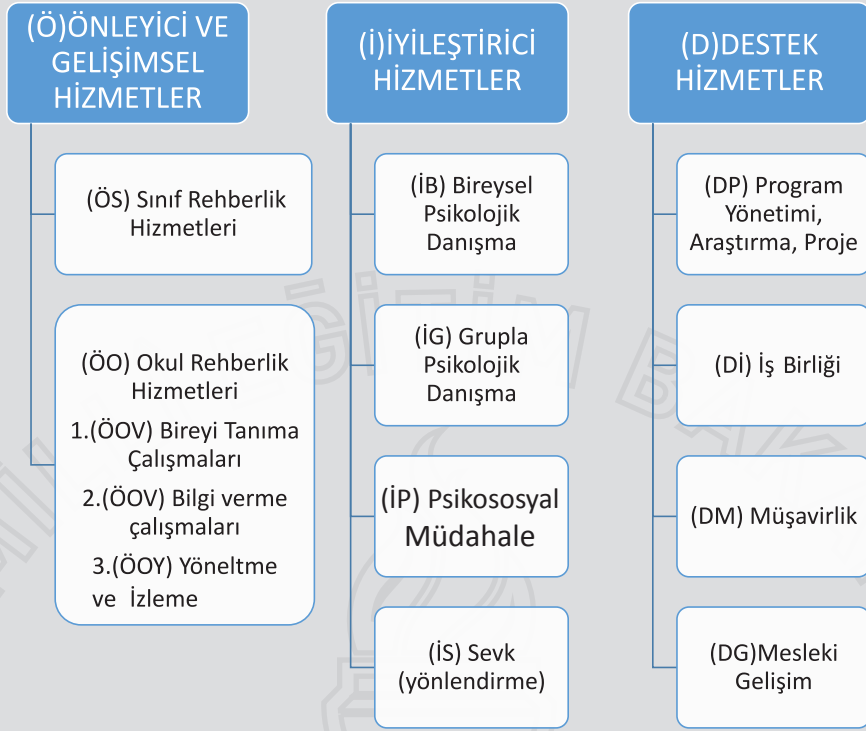 (Ö)ÖNLEYİCİ VE
GELİŞİMSEL
HİZMETLER
(ÖS) Sınıf Rehberlik
Hizmetleri
(ÖO) Okul Rehberlik
Hizmetleri
1.(ÖOV) Bireyi Tanıma
Çalışmaları
2.(ÖOV) Bilgi verme
çalışmaları
3.(ÖOY) Yöneltme
ve İzleme
(İ)İYİLEŞTİRİCİ
HİZMETLER
(İB) Bireysel
Psikolojik
Danışma
(İG) Grupla
Psikolojik
Danışma
(İP) Psikososyal
Müdahale
(İS) Sevk
(yönlendirme)
(D)DESTEK
HİZMETLER
(DP) Program
Yönetimi,
Araştırma, Proje
(Dİ) İş Birliği
(DM) Müşavirlik
(DG)Mesleki
Gelişim